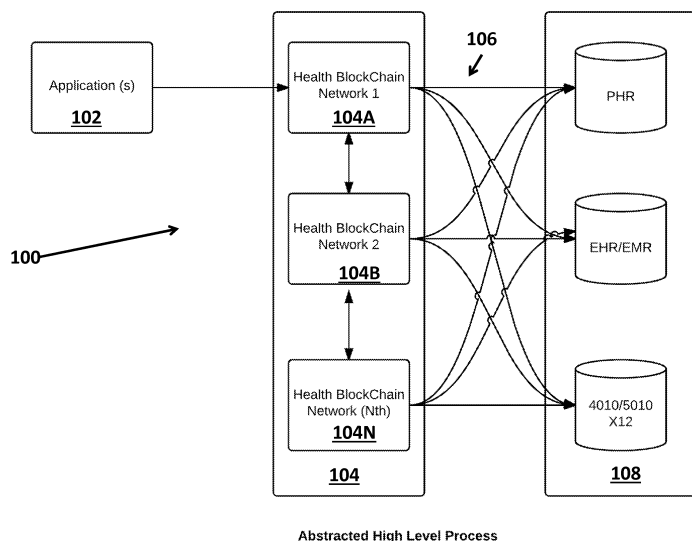 106
Application (s)
102
Health BlockChain
Network 1
104A
PHR
100
Health BlockChain
Network 2
104B
EHR/EMR
Health BlockChain
Network (Nth)
104N
4010/5010
X12
104
108
Abstracted High Level Process